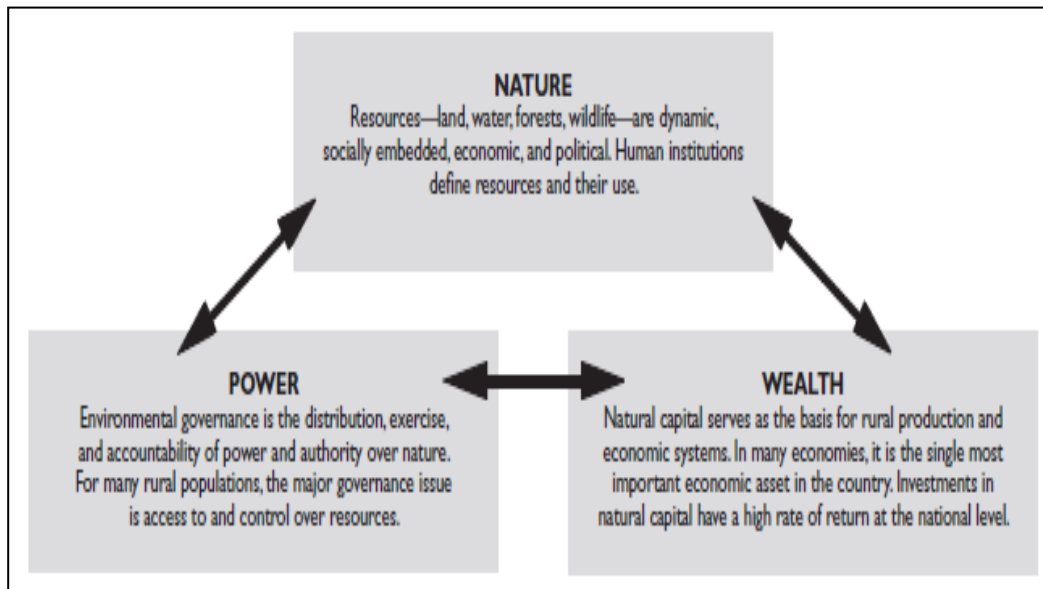 NATURE
Resources—land, water, forests, wildlife—are dynamic,
socially embedded, economic, and political. Human institutions
define resources and their use.
POWER
Environmental governance is the distribution, exercise,
and accountability of power and authority over nature.
For many rural populations, the major governance issue
is access to and control over resources.
WEALTH
Natural capital serves as the basis for rural production and
economic systems. In many economies, it is the single most
important economic asset in the country. Investments in
natural capital have a high rate of return at the national level.